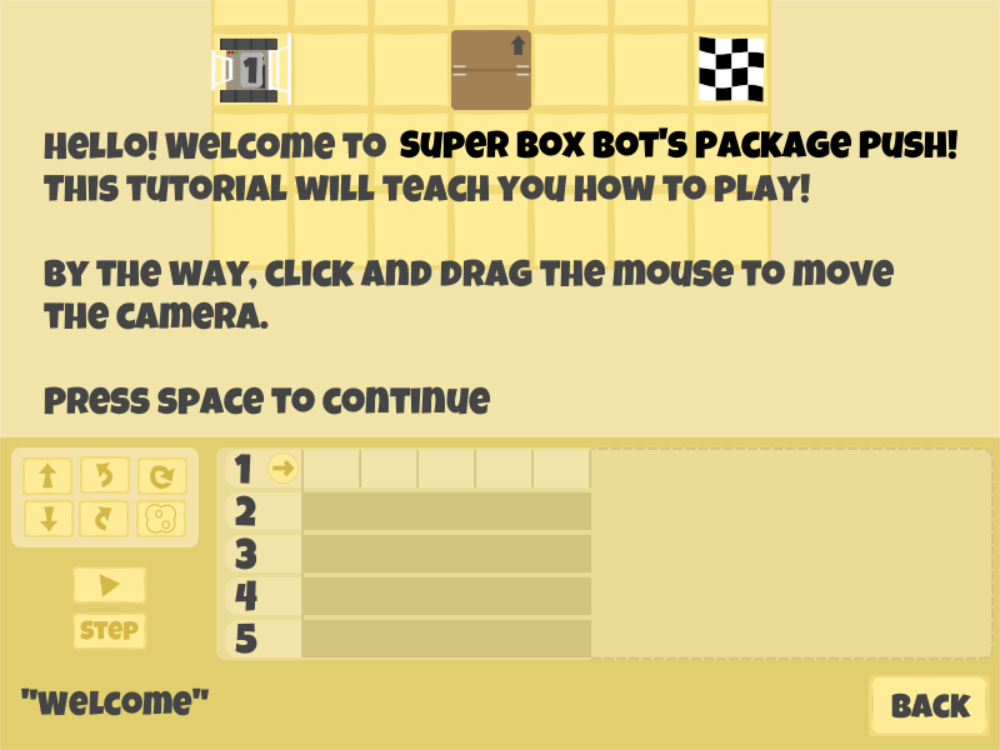 1
Hello! Welcome to Super Box Bot's Package Push!
This tutorial will teach you how to play!
By the way, click and drag the mouse to move
the camera.
Press space to continue
1
2
3
4
5
Step
"Welcome"
Back